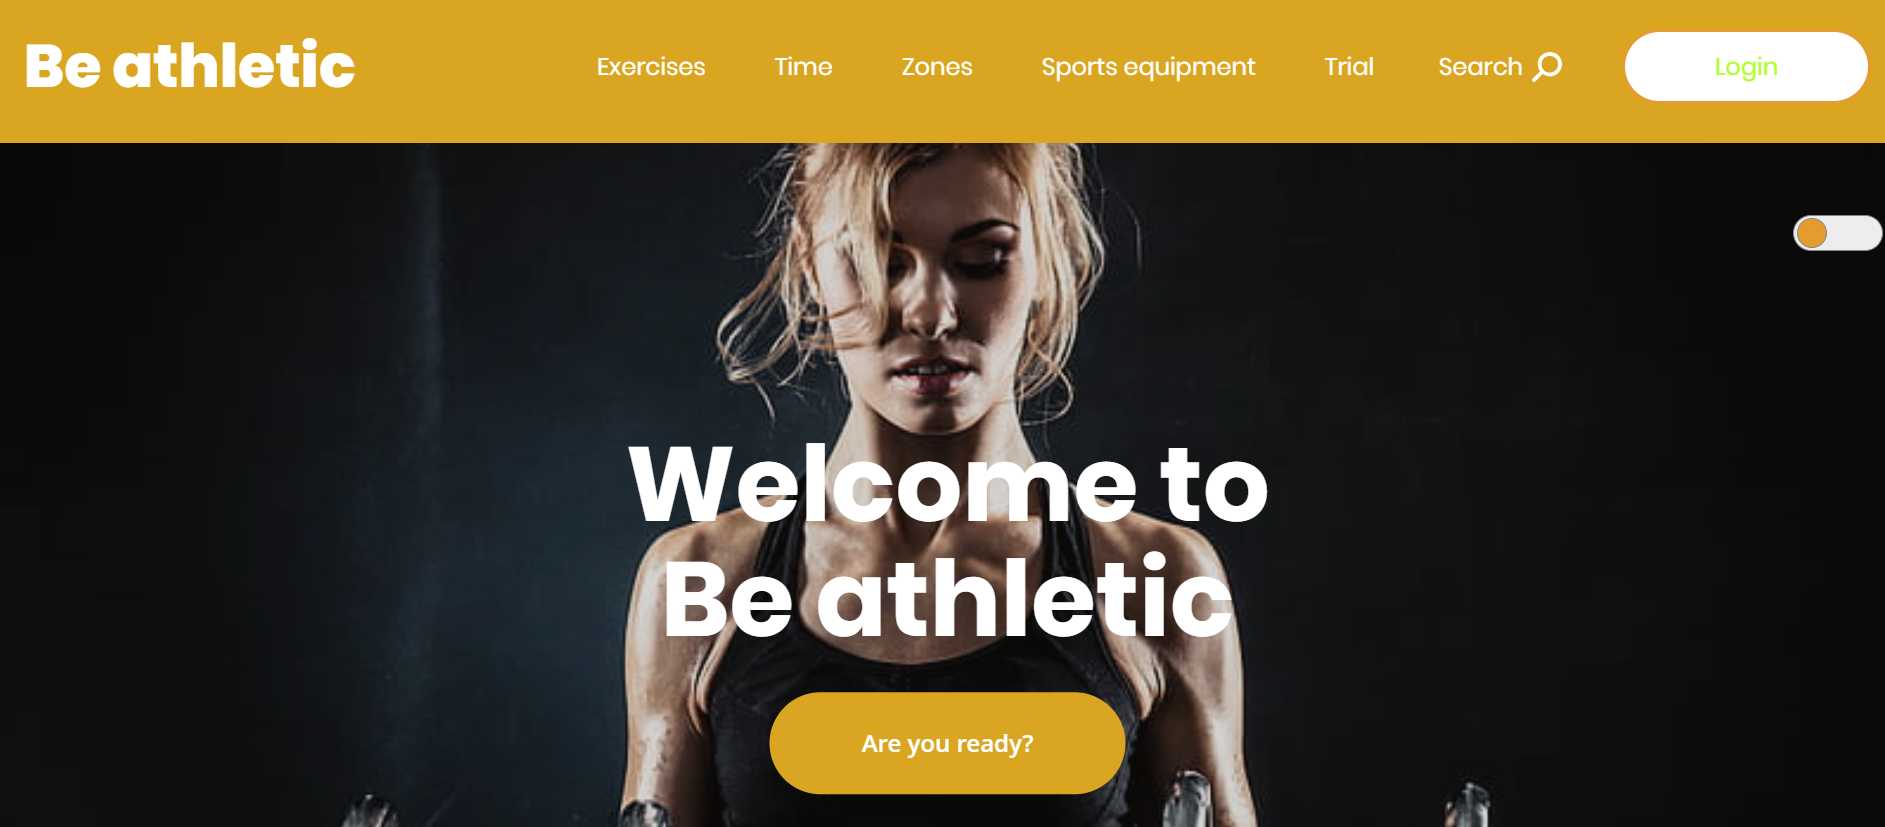 Be athletic
Exercises Time Zones Sports equipment Trial Search Login
Welcome to
Be athletic
Are you ready?